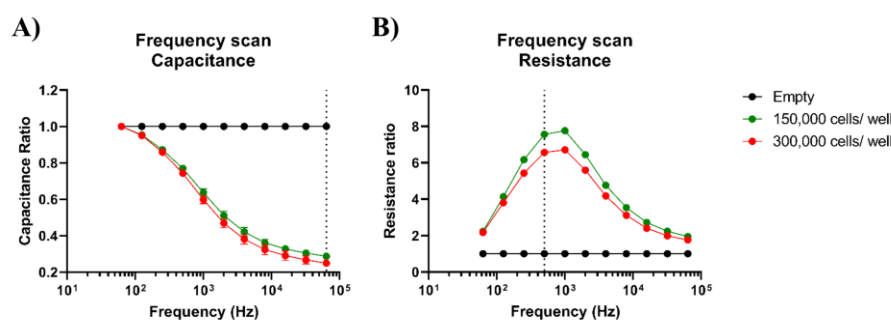 A)
Frequency scan
Capacitance
1.2
1.0
0.8
0.6
0.4
0.2
Capacitance Ratio
10¹ 10² 10³ 10⁴ 10⁵
Frequency (Hz)
B)
Frequency scan
Resistance
10
8
6
4
2
0
Resistance ratio
10¹ 10² 10³ 10⁴ 10⁵
Frequency (Hz)
Empty
150,000 cells/ well
300,000 cells/ well